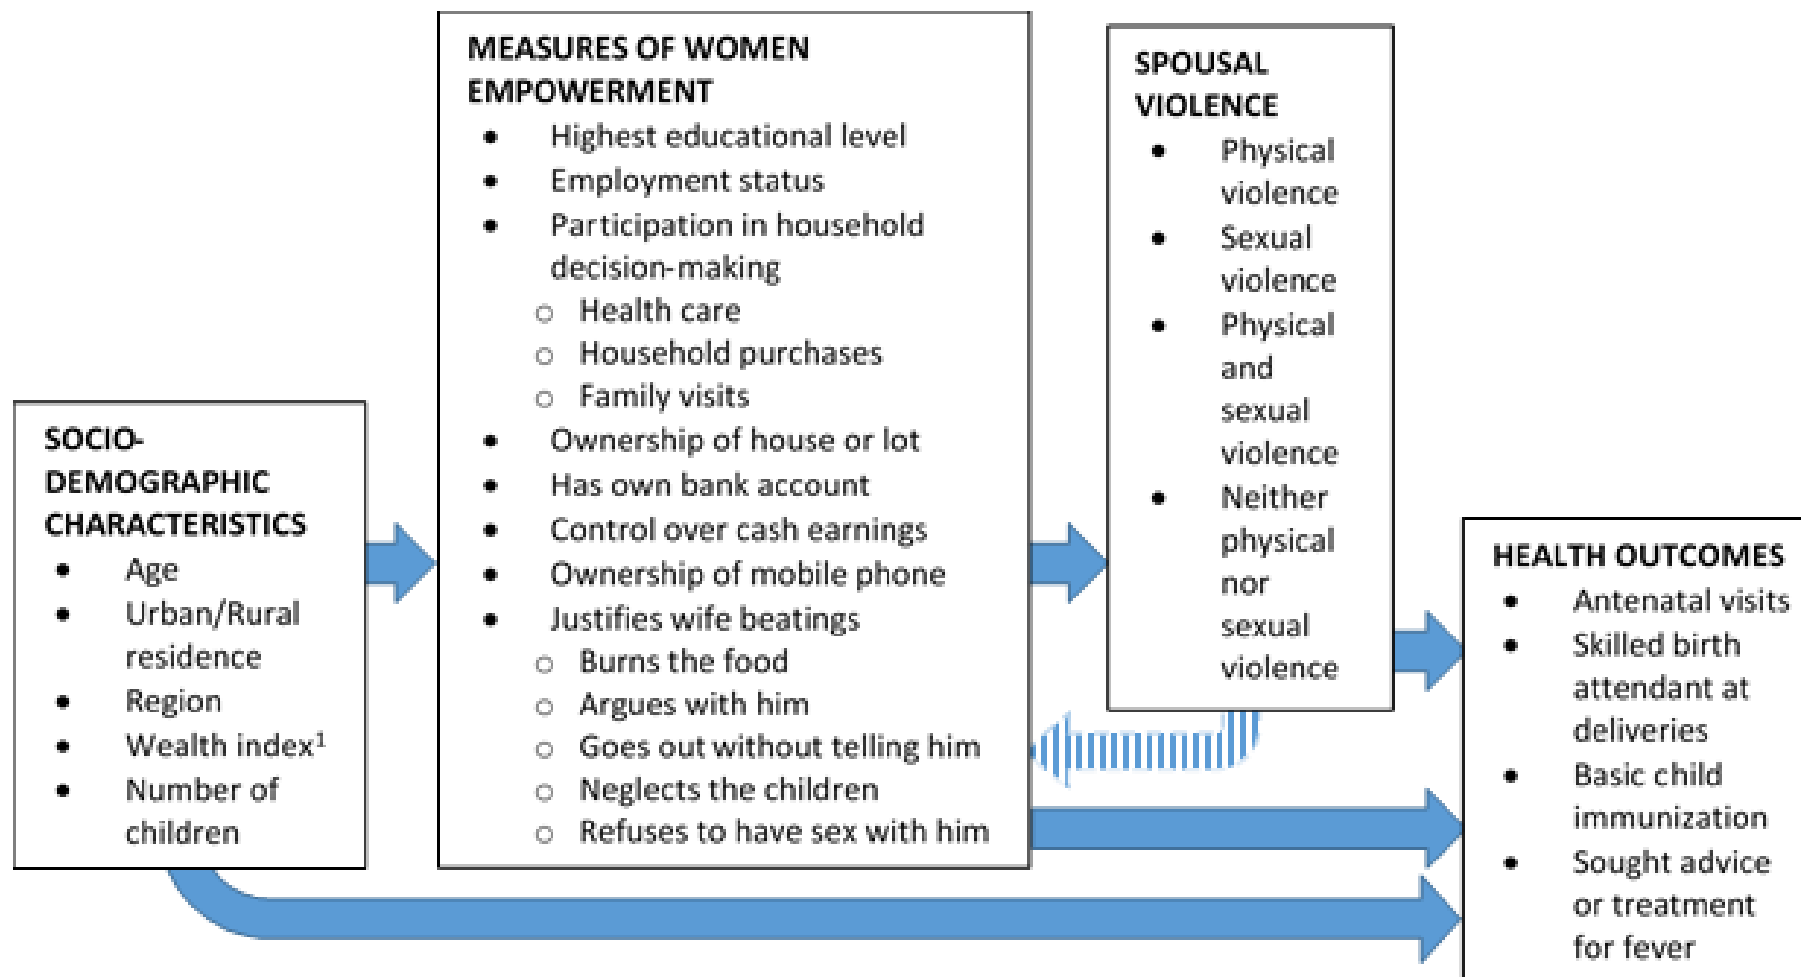 MEASURES OF WOMEN
EMPOWERMENT
• Highest educational level
• Employment status
• Participation in household
decision-making
○ Health care
○ Household purchases
○ Family visits
• Ownership of house or lot
• Has own bank account
• Control over cash earnings
• Ownership of mobile phone
• Justifies wife beatings
○ Burns the food
○ Argues with him
○ Goes out without telling him
○ Neglects the children
○ Refuses to have sex with him
SPOUSAL
VIOLENCE
• Physical
violence
• Sexual
violence
• Physical
and
sexual
violence
• Neither
physical
nor
sexual
violence
SOCIO-
DEMOGRAPHIC
CHARACTERISTICS
• Age
• Urban/Rural
residence
• Region
• Wealth index¹
• Number of
children
HEALTH OUTCOMES
• Antenatal visits
• Skilled birth
attendant at
deliveries
• Basic child
immunization
• Sought advice
or treatment
for fever